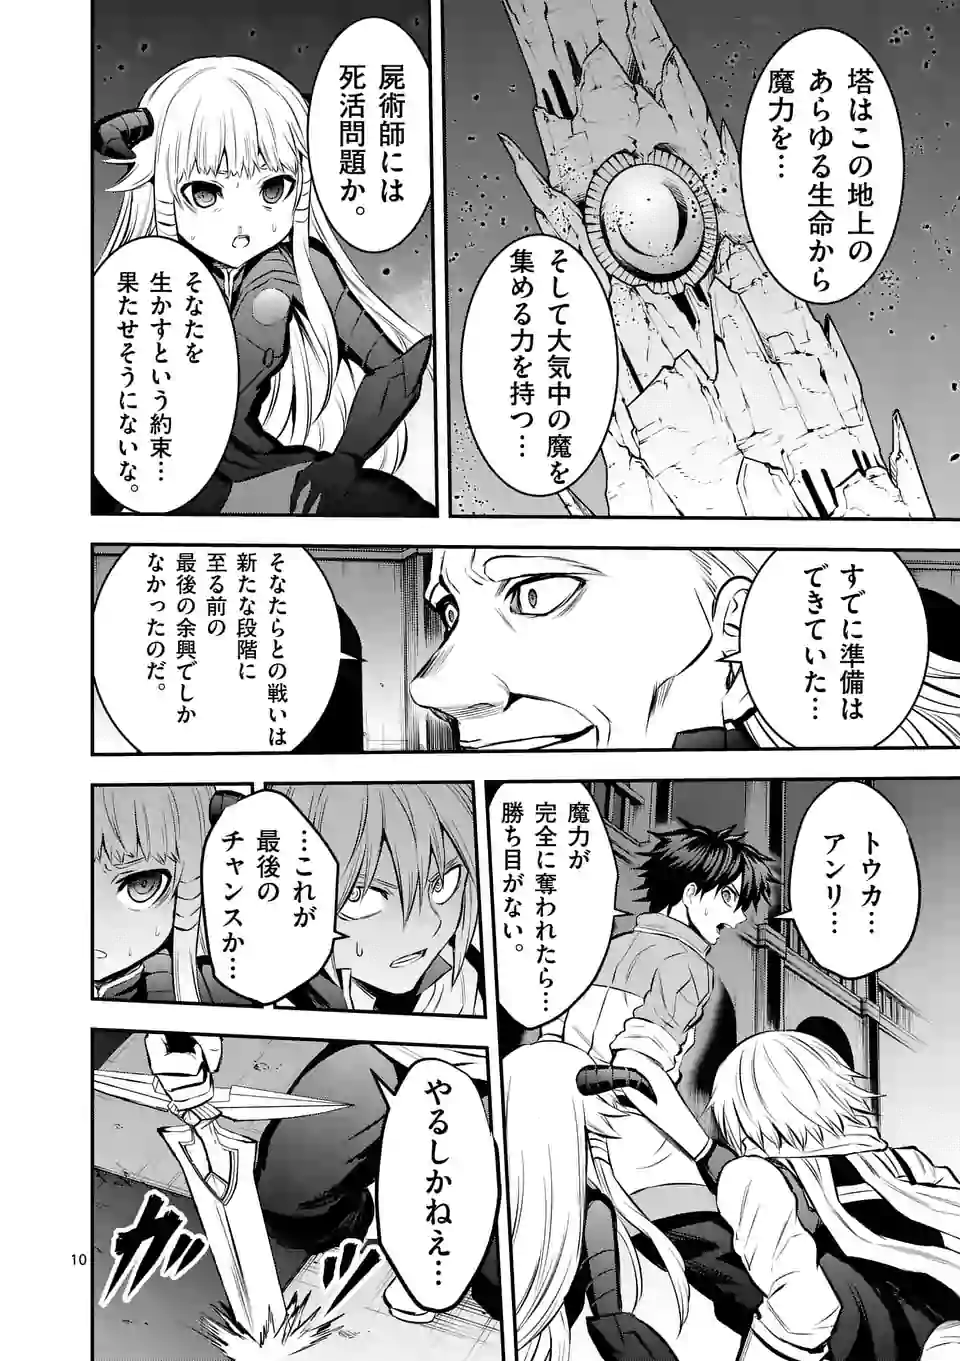 塔はこの地上の
あらゆる生命から
魔力を…
そして大気中の魔を
集める力を持つ…
屍術師には
死活問題か。
そなたを
生かすという約束…
果たせそうにないな。
すでに準備は
できていた…
そなたらとの戦いは
新たな段階に
至る前の
最後の余興でしか
なかったのだ。
トウカ…
アンリ…
魔力が
完全に奪われたら…
勝ち目がない。
…これが
最後の
チャンスか…
やるしかねえ…
ガッ
10